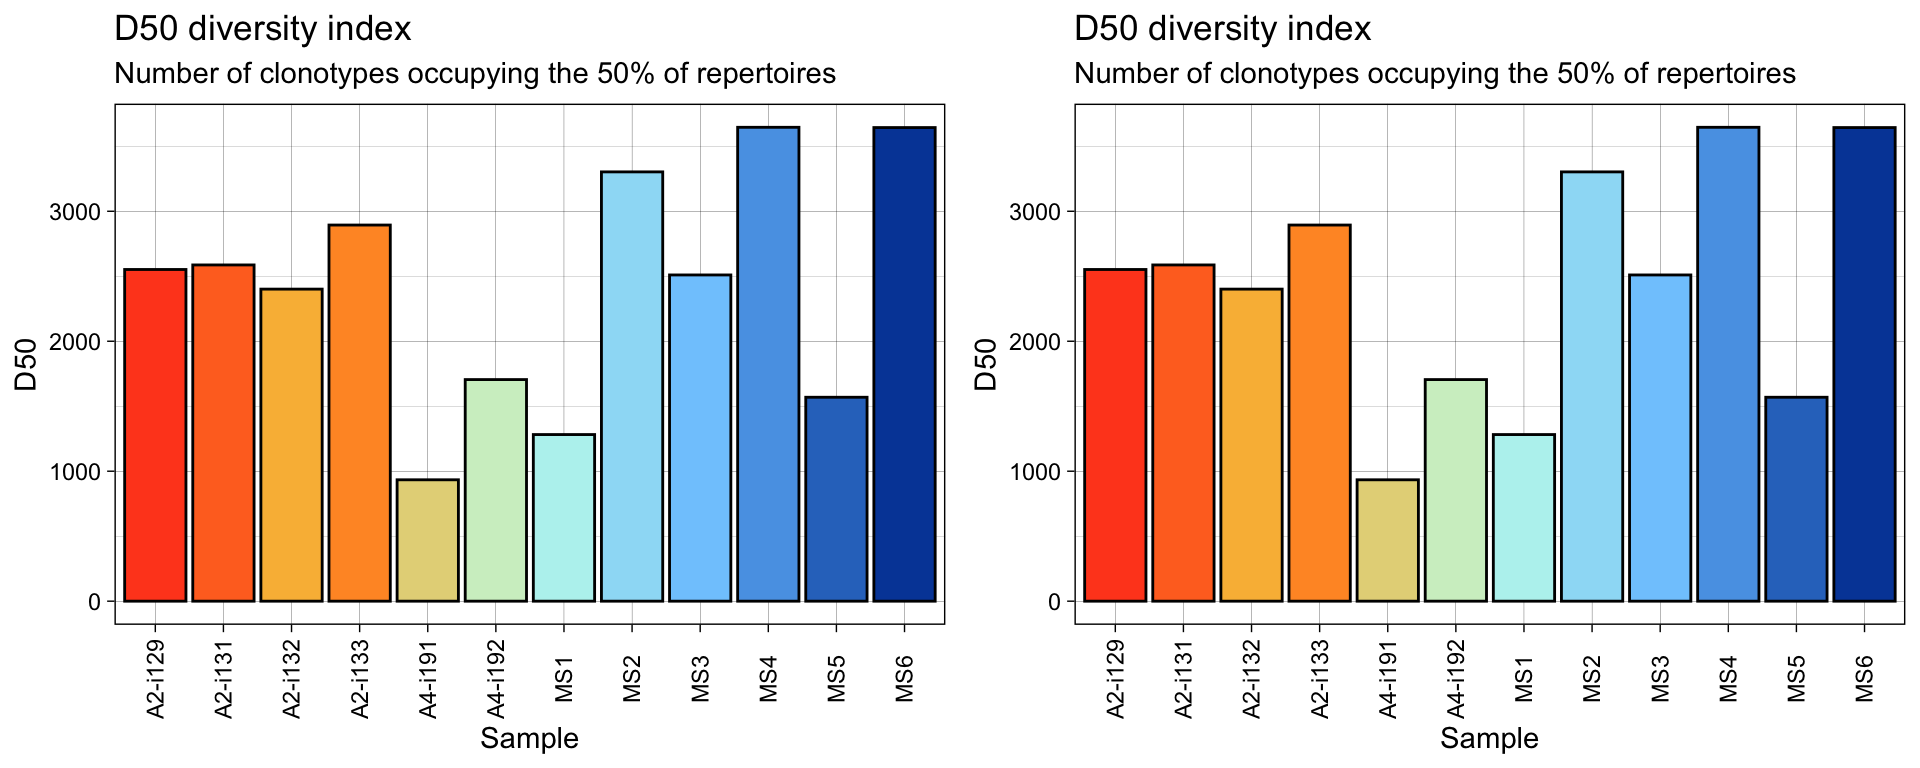 D50 diversity index
Number of clonotypes occupying the 50% of repertoires
D50
3000
2000
1000
0
A2-i129
A2-i131
A2-i132
A2-i133
A4-i191
A4-i192
MS1
MS2
MS3
MS4
MS5
MS6
Sample
D50 diversity index
Number of clonotypes occupying the 50% of repertoires
D50
3000
2000
1000
0
A2-i129
A2-i131
A2-i132
A2-i133
A4-i191
A4-i192
MS1
MS2
MS3
MS4
MS5
MS6
Sample